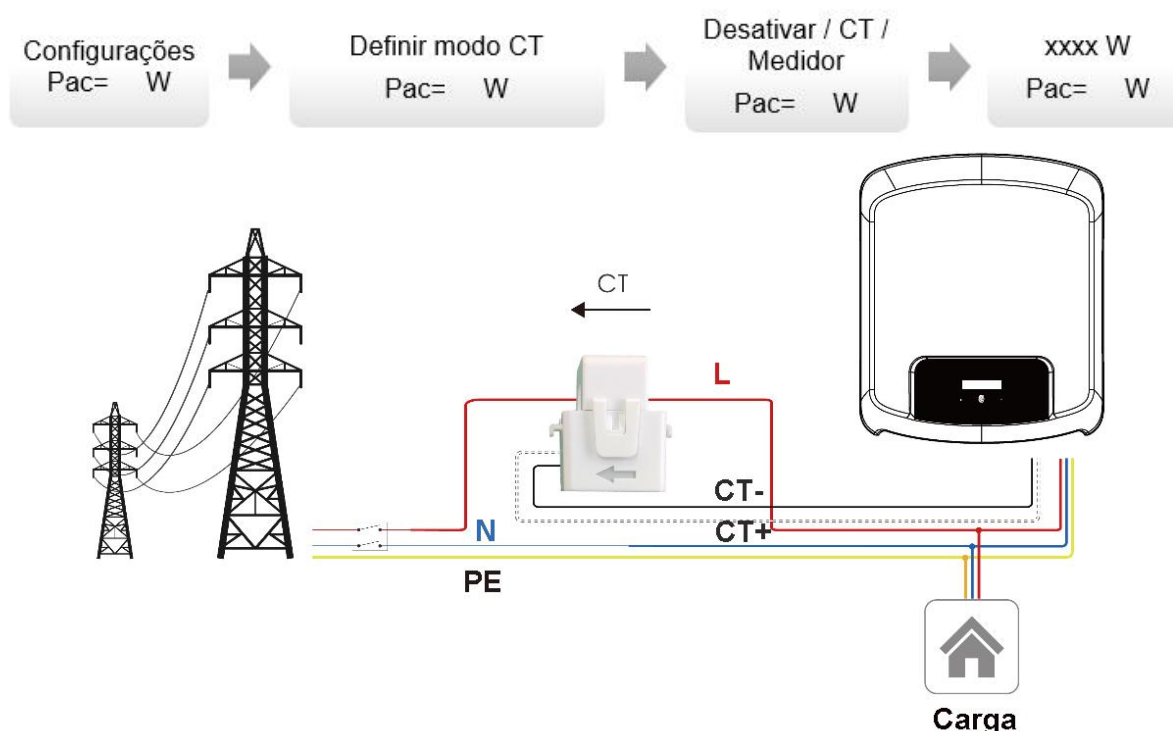 Configurações
Pac= W
Definir modo CT
Pac= W
Desativar / CT /
Medidor
Pac= W
xxxx W
Pac= W
CT
L
CT-
CT+
N
PE
Carga